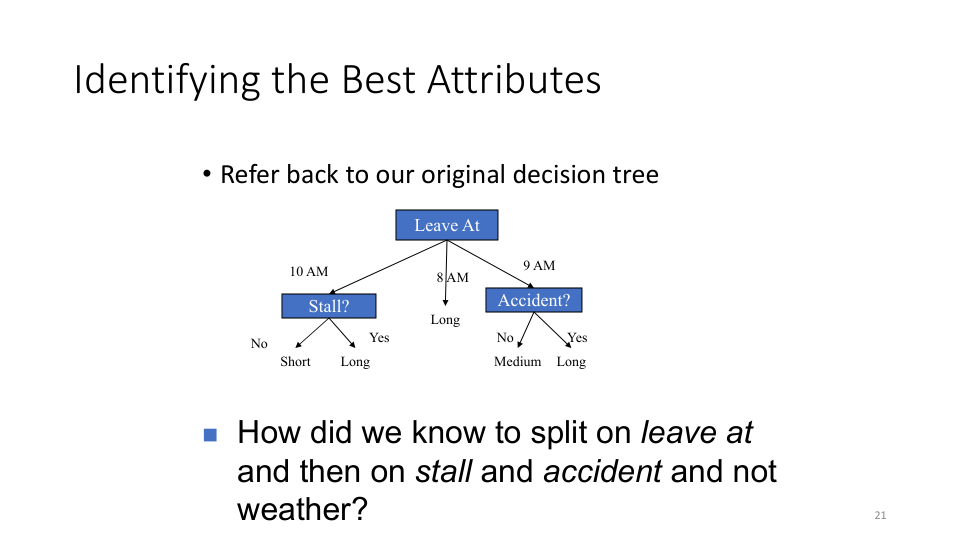 Identifying the Best Attributes
• Refer back to our original decision tree
Leave At
10 AM
8 AM
9 AM
Stall?
Accident?
Long
No
Yes
No
Yes
Short
Long
Medium
Long
■ How did we know to split on leave at
and then on stall and accident and not
weather?
21